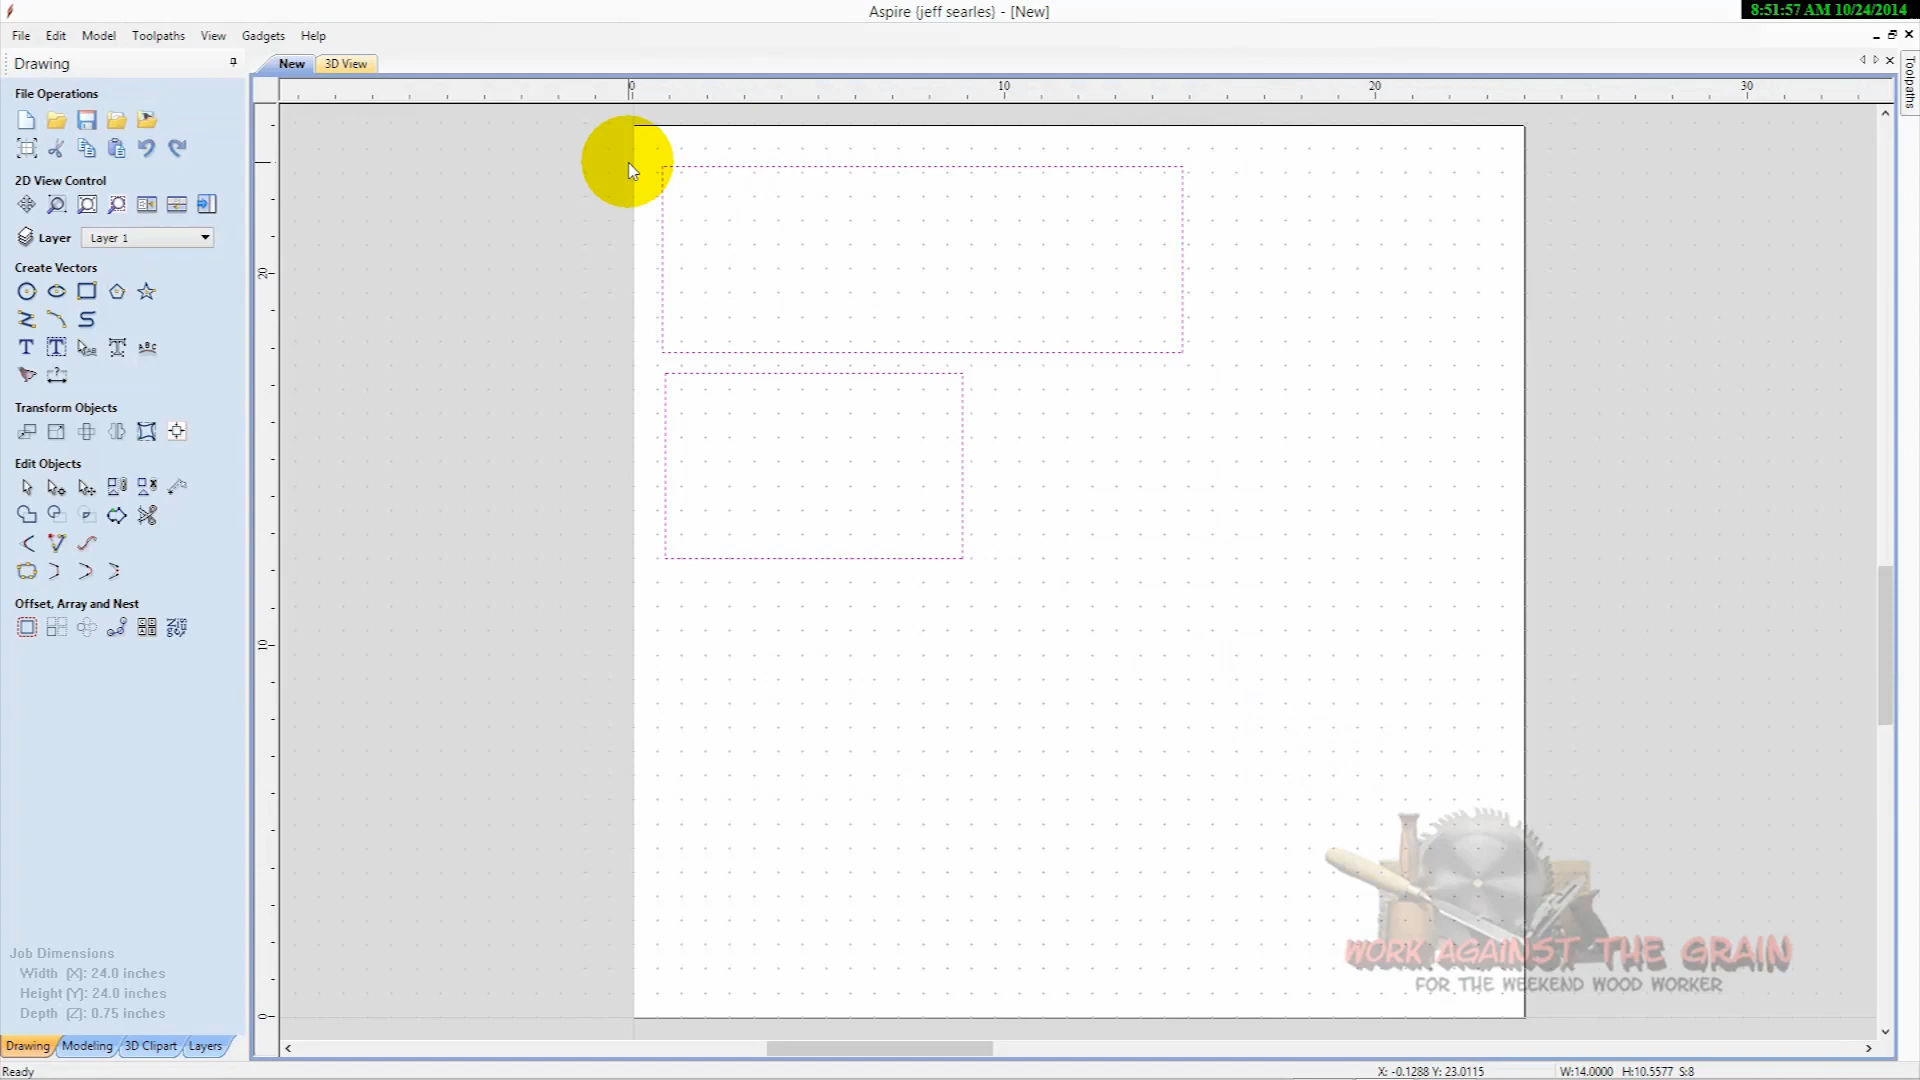 Aspire {jeff searles} - [New]
8:51:57 AM 10/24/2014
File Edit Model Toolpaths View Gadgets Help
Drawing
New 3D View
Toolpaths
File Operations
0 10 20 30
2D View Control
Layer Layer 1
Create Vectors
20
Transform Objects
Edit Objects
Offset, Array and Nest
10
WORK AGAINST THE GRAIN
FOR THE WEEKEND WOOD WORKER
Job Dimensions
Width (X): 24.0 inches
Height (Y): 24.0 inches
Depth (Z): 0.75 inches
0
Drawing Modeling 3D Clipart Layers
Ready
X: -0.1288 Y: 23.0115
W:14.0000 H:10.5577 S:8